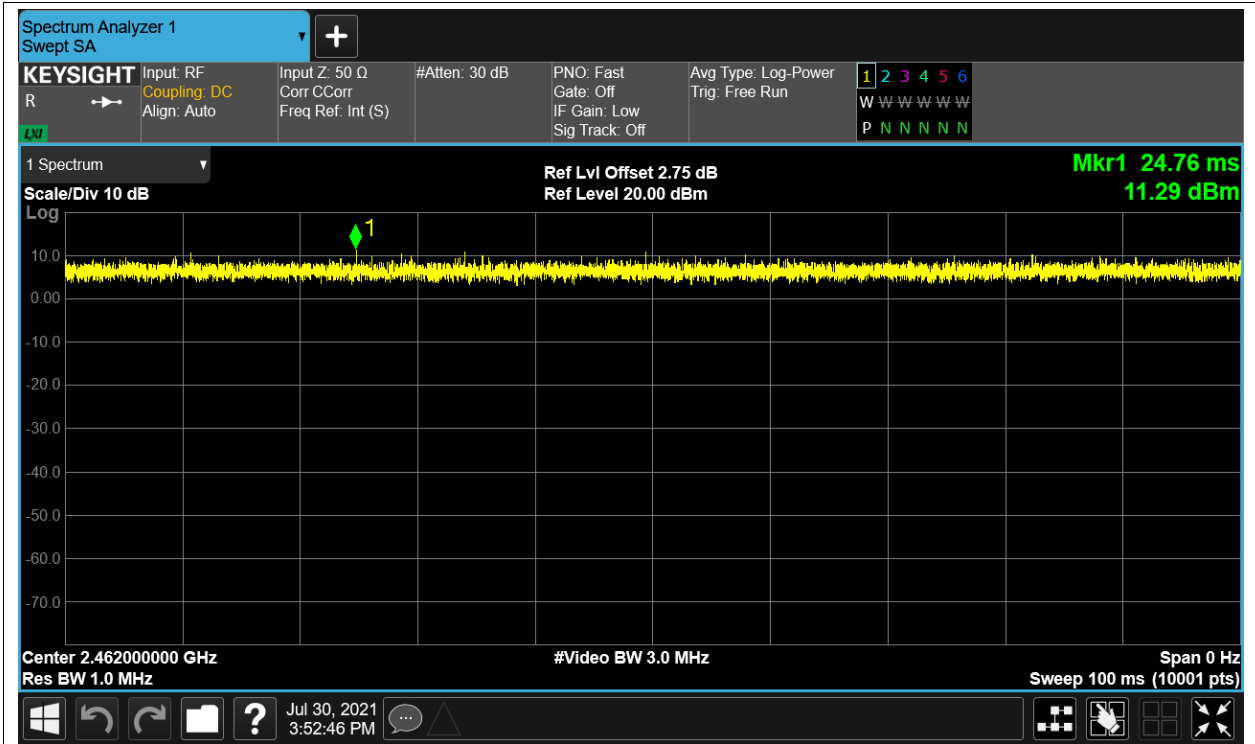 Spectrum Analyzer 1
Swept SA
KEYSIGHT Input: RF Input Z: 50 Ω #Atten: 30 dB PNO: Fast Avg Type: Log-Power 1 2 3 4 5 6
R Coupling: DC Corr CCorr Gate: Off Trig: Free Run W W W W W W
Align: Auto Freq Ref: Int (S) IF Gain: Low
LXI Sig Track: Off P N N N N N
1 Spectrum Ref Lvl Offset 2.75 dB Mkr1 24.76 ms
Scale/Div 10 dB Ref Level 20.00 dBm 11.29 dBm
Log
1
10.0
0.00
-10.0
-20.0
-30.0
-40.0
-50.0
-60.0
-70.0
Center 2.462000000 GHz #Video BW 3.0 MHz Span 0 Hz
Res BW 1.0 MHz Sweep 100 ms (10001 pts)
? Jul 30, 2021
3:52:46 PM